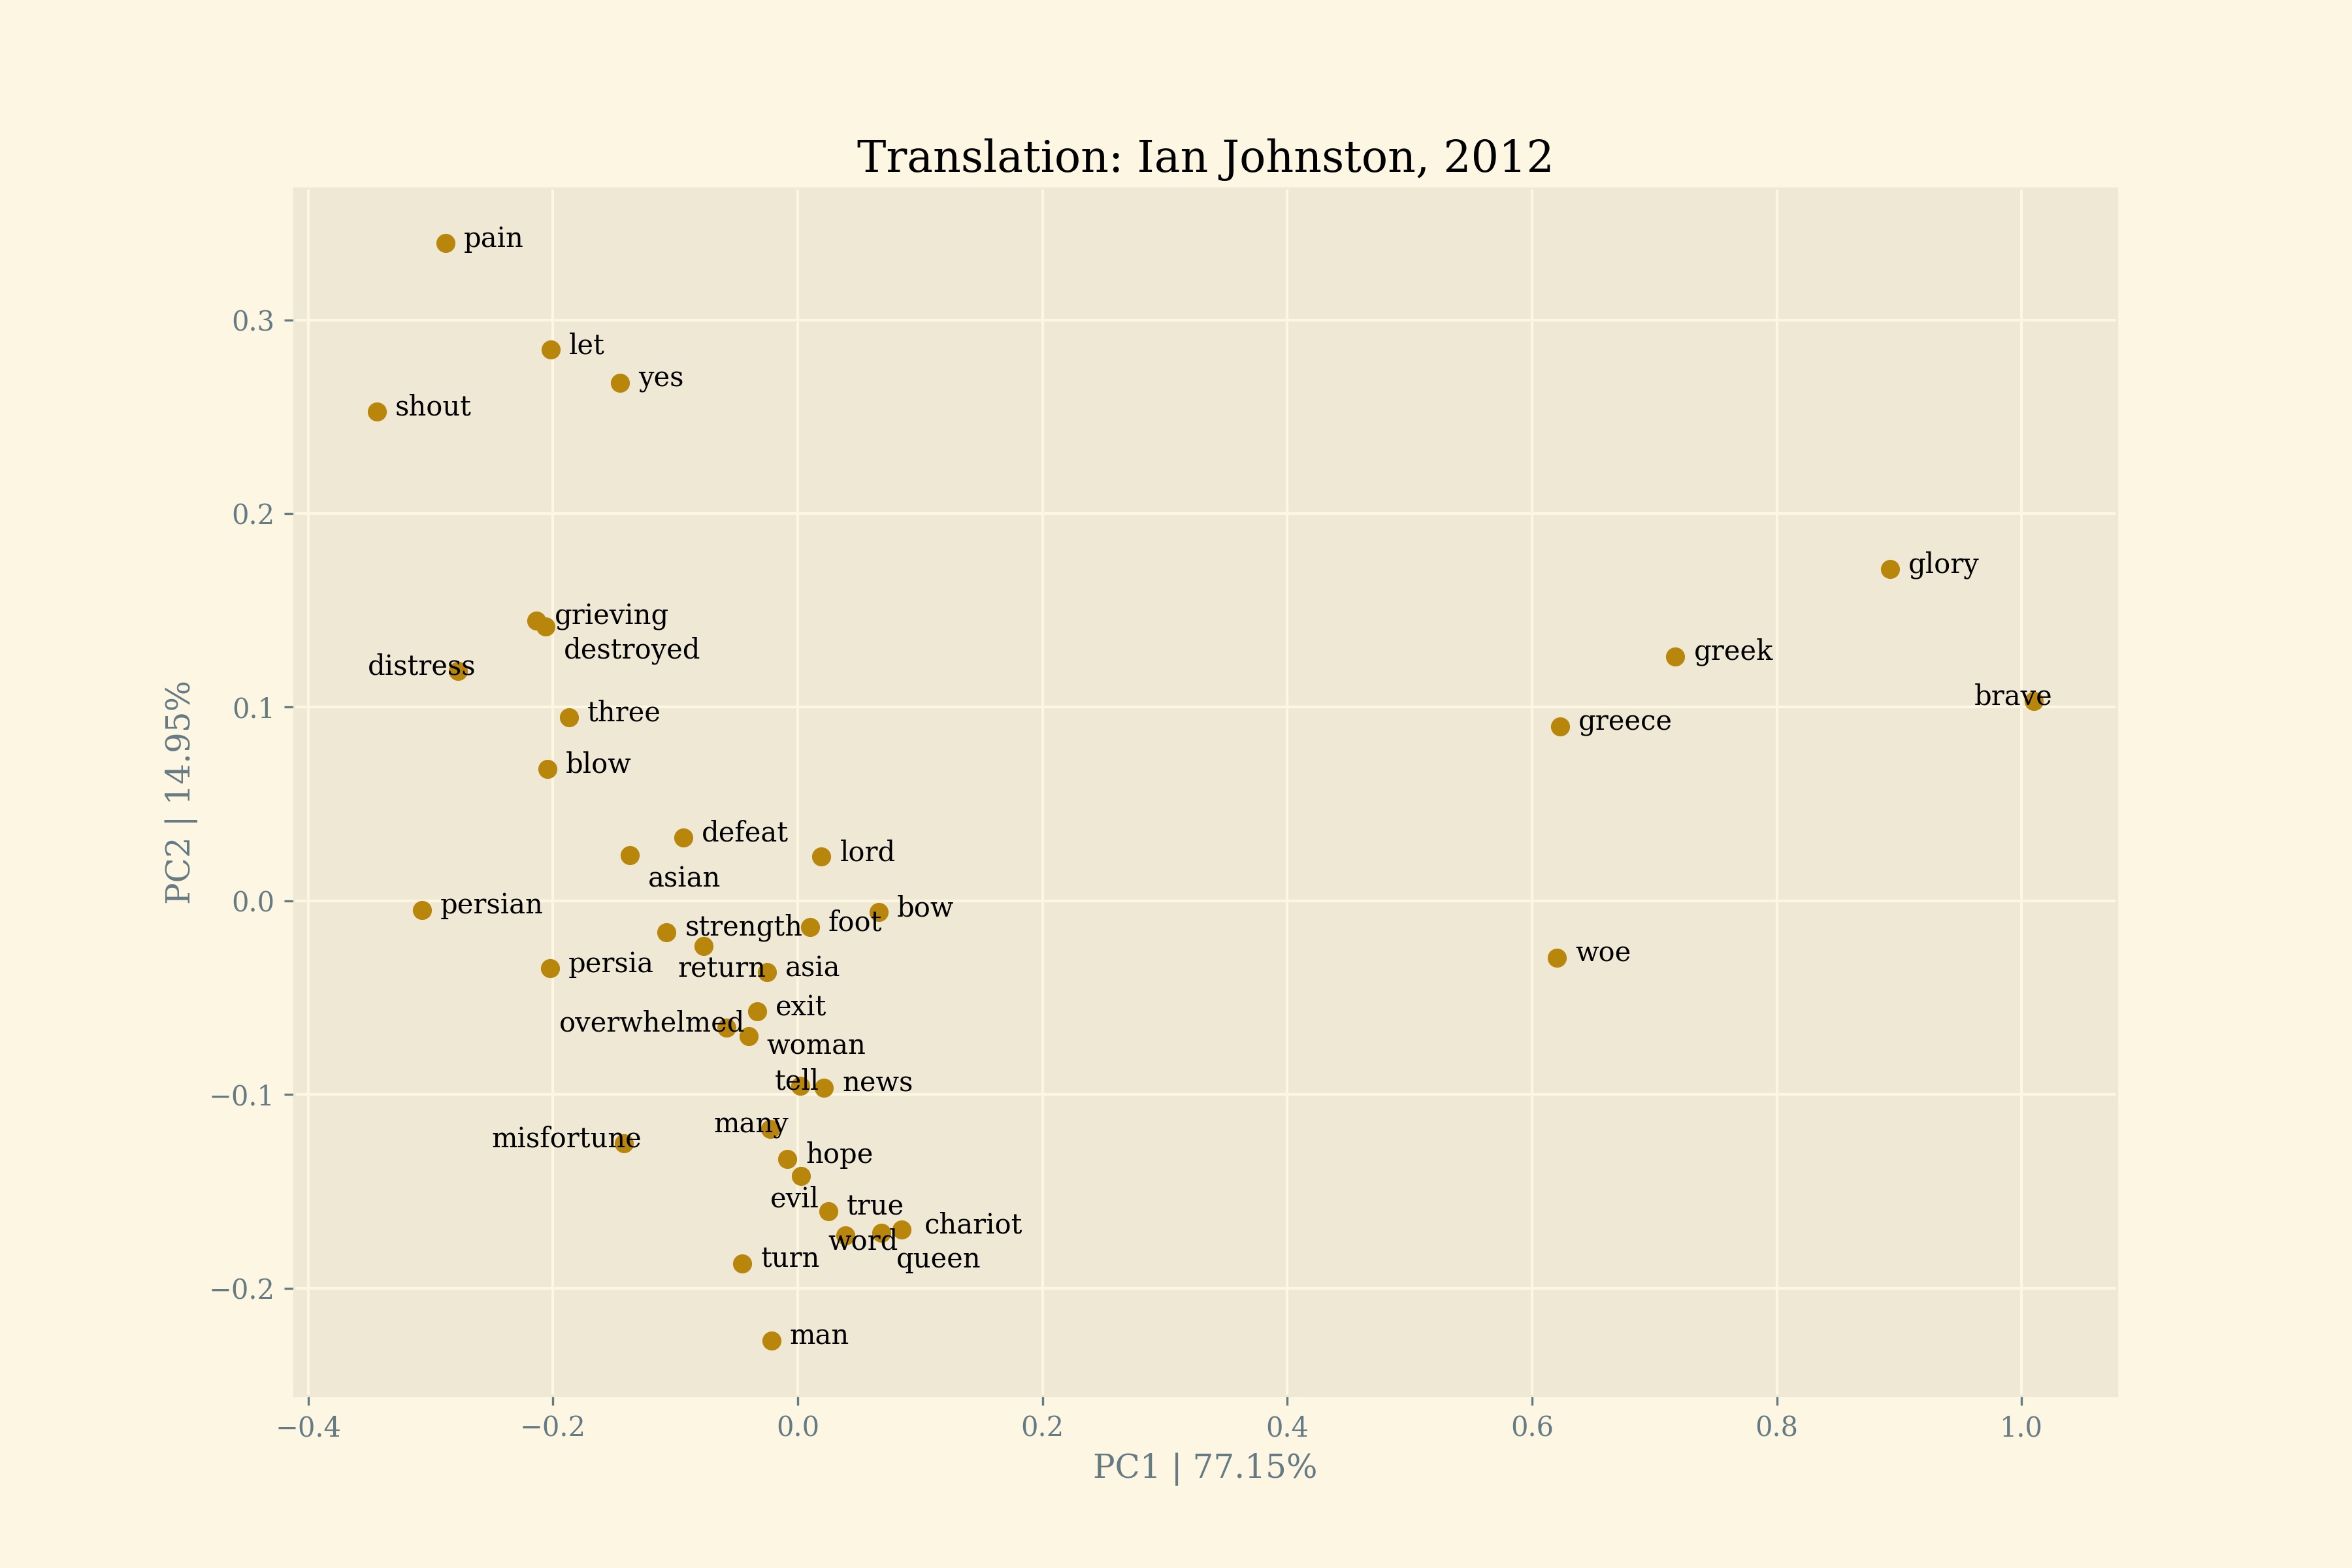 Translation: Ian Johnston, 2012
pain
0.3
let
yes
shout
0.2
glory
grieving
destroyed
greek
distress
brave
0.1
three
greece
blow
PC2 | 14.95%
defeat
lord
asian
0.0
persian
bow
strength
foot
woe
persia
return
asia
exit
overwhelmed
woman
tell
news
−0.1
many
misfortune
hope
evil
true
chariot
word
turn
queen
−0.2
man
−0.4 −0.2 0.0 0.2 0.4 0.6 0.8 1.0
PC1 | 77.15%